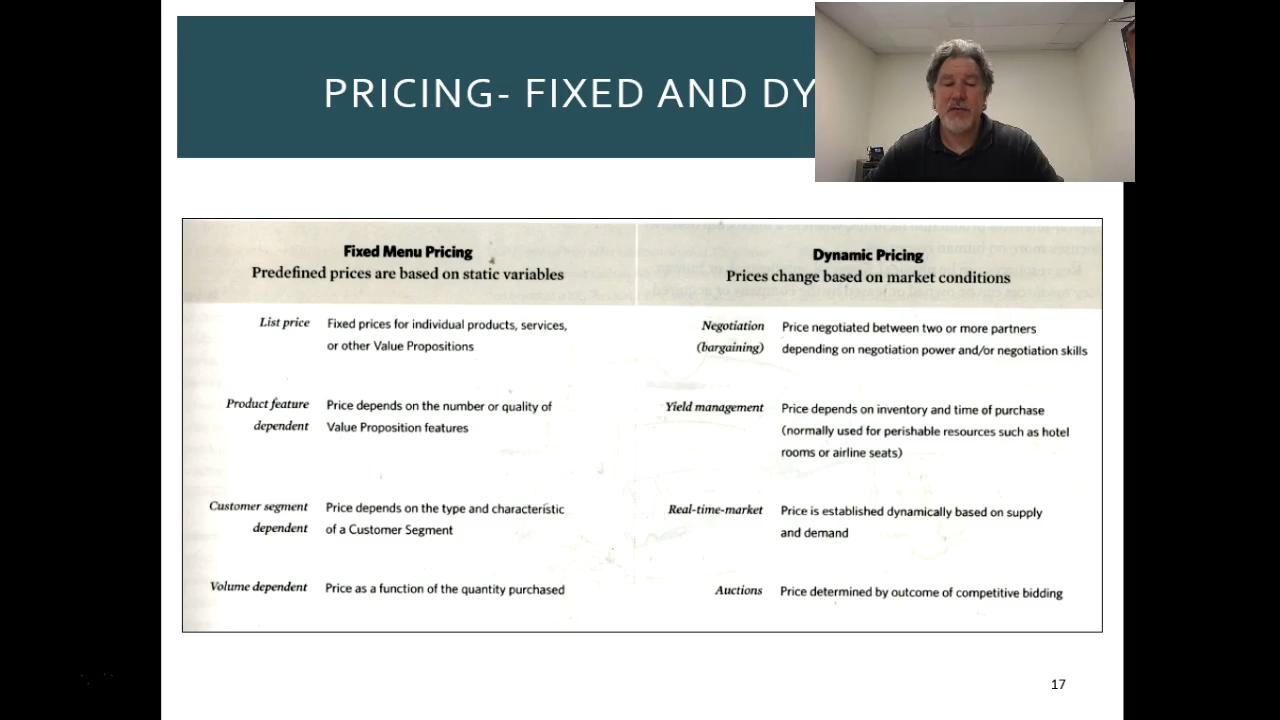 PRICING- FIXED AND DY
Fixed Menu Pricing
Predefined prices are based on static variables
List price
Fixed prices for individual products, services,
or other Value Propositions
Product feature
dependent
Price depends on the number or quality of
Value Proposition features
Customer segment
dependent
Price depends on the type and characteristic
of a Customer Segment
Volume dependent
Price as a function of the quantity purchased
Dynamic Pricing
Prices change based on market conditions
Negotiation
(bargaining)
Price negotiated between two or more partners
depending on negotiation power and/or negotiation skills
Yield management
Price depends on inventory and time of purchase
(normally used for perishable resources such as hotel
rooms or airline seats)
Real-time-market
Price is established dynamically based on supply
and demand
Auctions
Price determined by outcome of competitive bidding
17